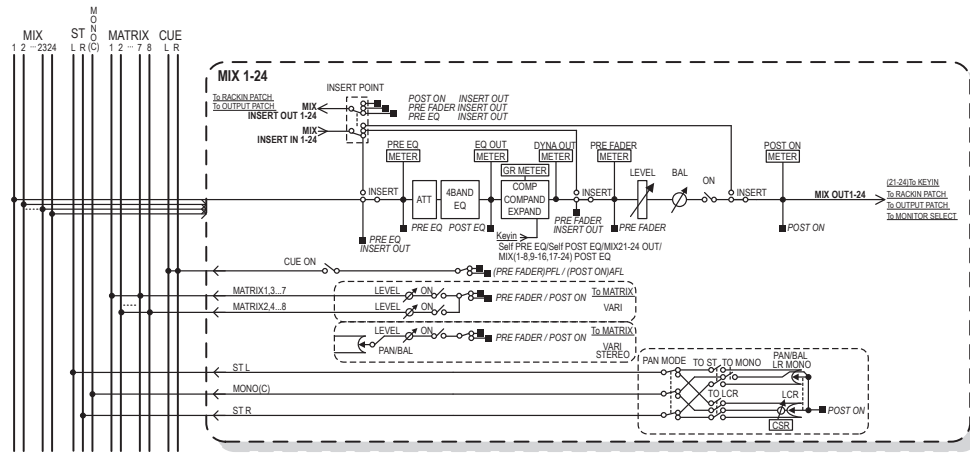 MIX
1 2 ... 23 24
ST
L R
MONO (C)
MATRIX
1 2 ... 7 8
CUE
L R
MIX 1-24
INSERT POINT
To RACKIN PATCH
To OUTPUT PATCH
MIX
INSERT OUT 1-24
MIX
INSERT IN 1-24
POST ON INSERT OUT
PRE FADER INSERT OUT
PRE EQ INSERT OUT
INSERT
PRE EQ
INSERT OUT
PRE EQ
METER
ATT
PRE EQ
4BAND
EQ
POST EQ
EQ OUT
METER
GR METER
COMP
COMPAND
EXPAND
DYNA OUT
METER
Keyin
Self PRE EQ/Self POST EQ/MIX21-24 OUT/
MIX(1-8,9-16,17-24) POST EQ
INSERT
PRE FADER
INSERT OUT
PRE FADER
METER
PRE FADER
LEVEL
BAL
ON
INSERT
POST ON
METER
POST ON
MIX OUT1-24
(21-24)To KEYIN
To RACKIN PATCH
To OUTPUT PATCH
To MONITOR SELECT
CUE ON
(PRE FADER)PFL / (POST ON)AFL
MATRIX1,3...7
LEVEL
ON
PRE FADER / POST ON
To MATRIX
MATRIX2,4...8
LEVEL
ON
VARI
LEVEL
ON
PAN/BAL
PRE FADER / POST ON
To MATRIX
VARI
STEREO
ST L
MONO(C)
ST R
PAN MODE
TO ST
TO MONO
TO LCR
PAN/BAL
LR MONO
LCR
CSR
POST ON